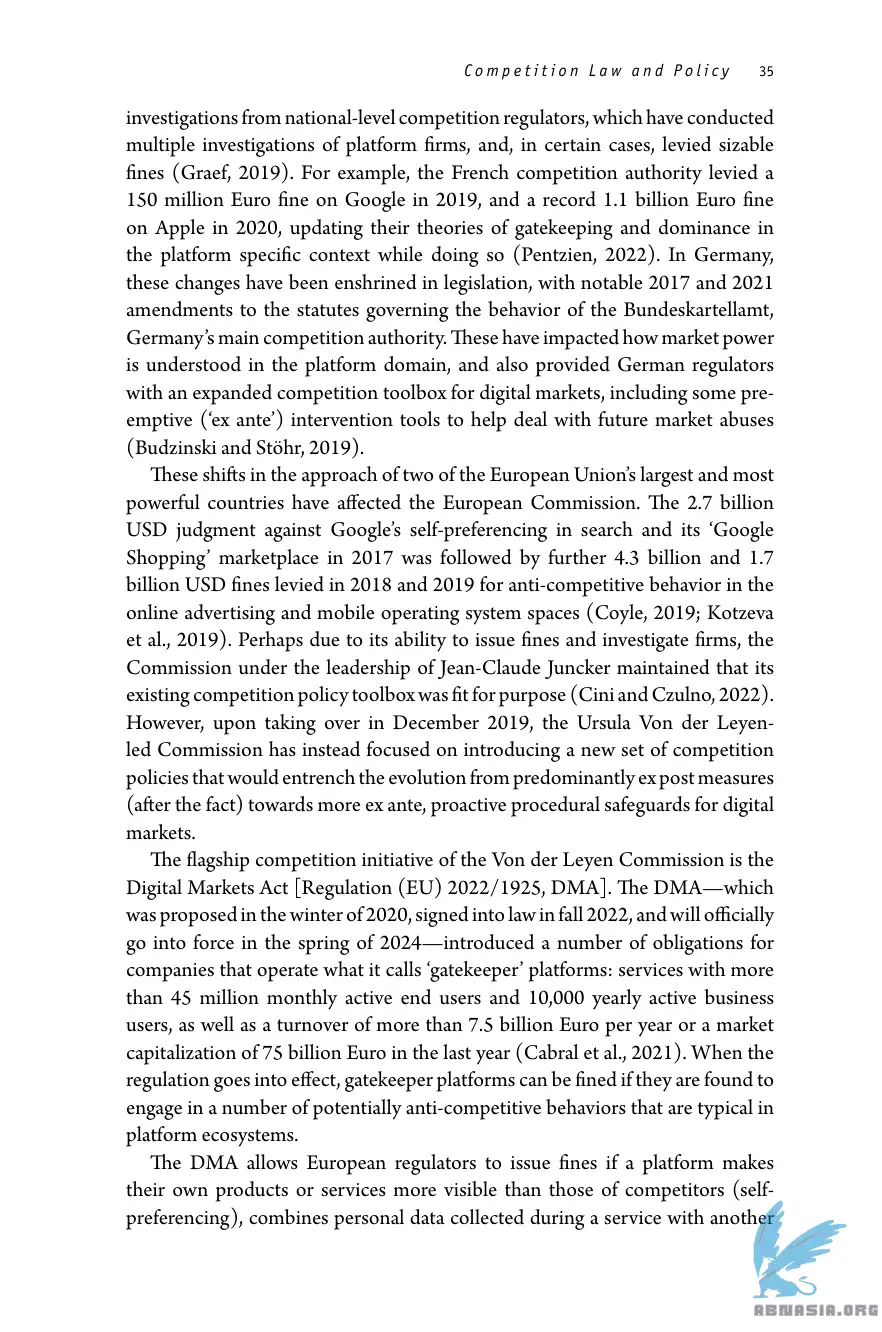 Competition Law and Policy 35
investigations from national-level competition regulators, which have conducted
multiple investigations of platform firms, and, in certain cases, levied sizable
fines (Graef, 2019). For example, the French competition authority levied a
150 million Euro fine on Google in 2019, and a record 1.1 billion Euro fine
on Apple in 2020, updating their theories of gatekeeping and dominance in
the platform specific context while doing so (Pentzien, 2022). In Germany,
these changes have been enshrined in legislation, with notable 2017 and 2021
amendments to the statutes governing the behavior of the Bundeskartellamt,
Germany’s main competition authority. These have impacted how market power
is understood in the platform domain, and also provided German regulators
with an expanded competition toolbox for digital markets, including some pre-
emptive (‘ex ante’) intervention tools to help deal with future market abuses
(Budzinski and Stöhr, 2019).
These shifts in the approach of two of the European Union’s largest and most
powerful countries have affected the European Commission. The 2.7 billion
USD judgment against Google’s self-preferencing in search and its ‘Google
Shopping’ marketplace in 2017 was followed by further 4.3 billion and 1.7
billion USD fines levied in 2018 and 2019 for anti-competitive behavior in the
online advertising and mobile operating system spaces (Coyle, 2019; Kotzeva
et al., 2019). Perhaps due to its ability to issue fines and investigate firms, the
Commission under the leadership of Jean-Claude Juncker maintained that its
existing competition policy toolbox was fit for purpose (Cini and Czulno, 2022).
However, upon taking over in December 2019, the Ursula Von der Leyen-
led Commission has instead focused on introducing a new set of competition
policies that would entrench the evolution from predominantly ex post measures
(after the fact) towards more ex ante, proactive procedural safeguards for digital
markets.
The flagship competition initiative of the Von der Leyen Commission is the
Digital Markets Act [Regulation (EU) 2022/1925, DMA]. The DMA—which
was proposed in the winter of 2020, signed into law in fall 2022, and will officially
go into force in the spring of 2024—introduced a number of obligations for
companies that operate what it calls ‘gatekeeper’ platforms: services with more
than 45 million monthly active end users and 10,000 yearly active business
users, as well as a turnover of more than 7.5 billion Euro per year or a market
capitalization of 75 billion Euro in the last year (Cabral et al., 2021). When the
regulation goes into effect, gatekeeper platforms can be fined if they are found to
engage in a number of potentially anti-competitive behaviors that are typical in
platform ecosystems.
The DMA allows European regulators to issue fines if a platform makes
their own products or services more visible than those of competitors (self-
preferencing), combines personal data collected during a service with another
ABNASIA.ORG